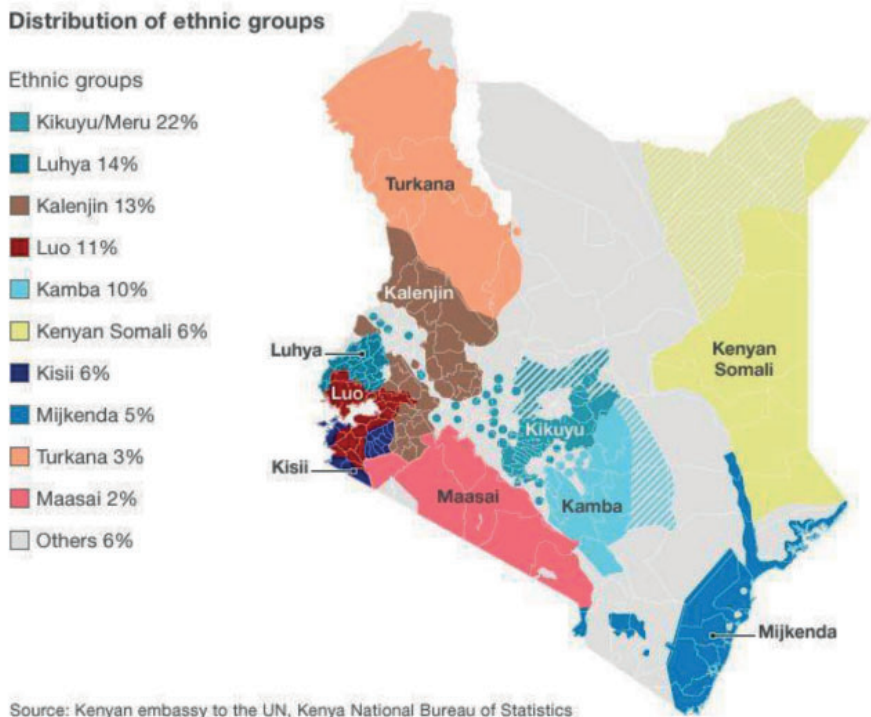 Distribution of ethnic groups
Ethnic groups
Kikuyu/Meru 22%
Luhya 14%
Kalenjin 13%
Luo 11%
Kamba 10%
Kenyan Somali 6%
Kisii 6%
Mijkenda 5%
Turkana 3%
Maasai 2%
Others 6%
Turkana
Kalenjin
Luhya
Luo
Kisii
Maasai
Kikuyu
Kamba
Kenyan
Somali
Mijkenda
Source: Kenyan embassy to the UN, Kenya National Bureau of Statistics